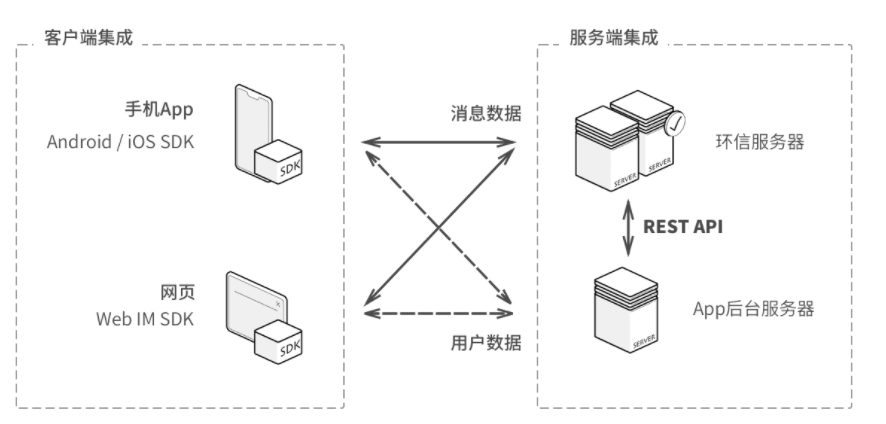 客户端集成
服务端集成
手机App
Android / iOS SDK
SDK
消息数据
SERVER
SERVER
环信服务器
REST API
网页
Web IM SDK
SDK
用户数据
SERVER
App后台服务器